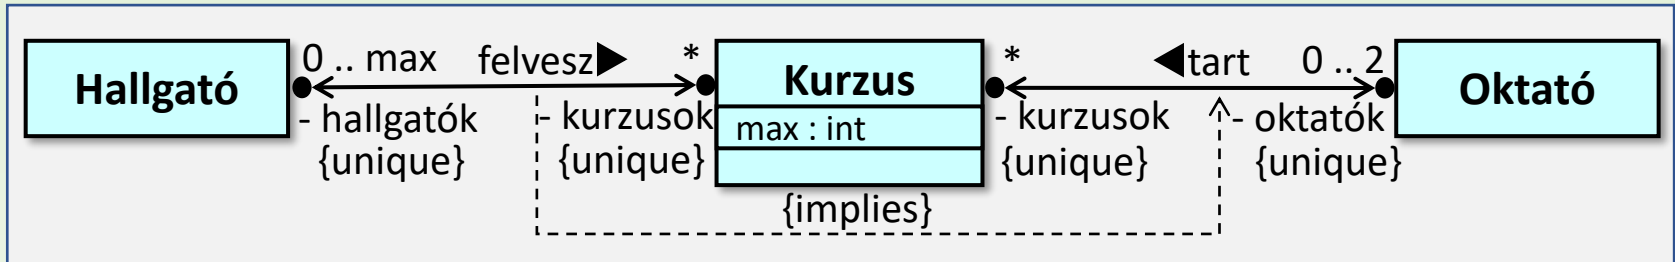 Hallgató
0 .. max
felvesz
*
- hallgatók
{unique}
- kurzusok
{unique}
Kurzus
max : int
{implies}
*
tart
0 .. 2
- kurzusok
{unique}
- oktatók
{unique}
Oktató